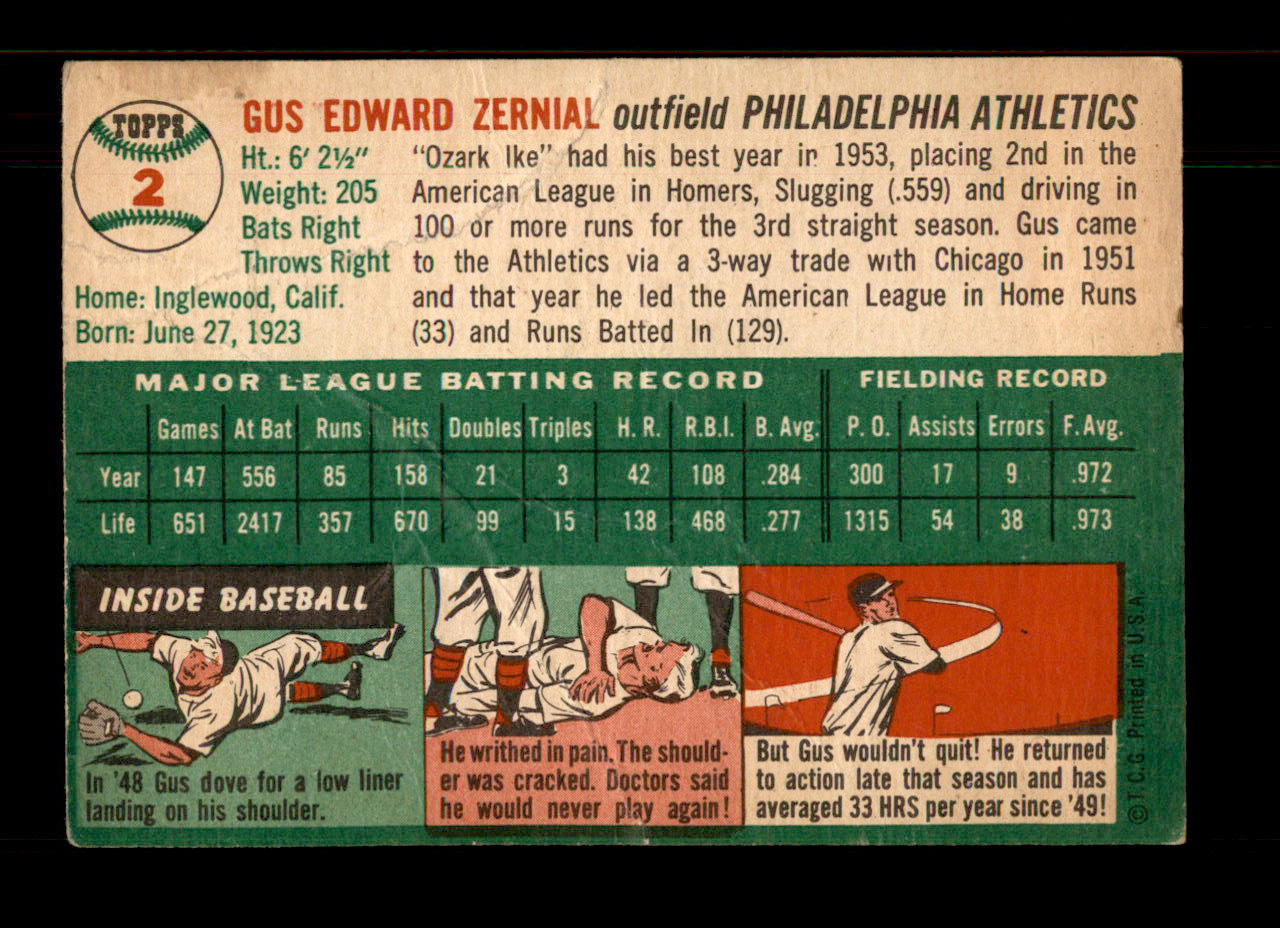 TOPPS
2
GUS EDWARD ZERNIAL outfield PHILADELPHIA ATHLETICS
Ht.: 6' 2½"
Weight: 205
Bats Right
Throws Right
Home: Inglewood, Calif.
Born: June 27, 1923
"Ozark Ike" had his best year in 1953, placing 2nd in the
American League in Homers, Slugging (.559) and driving in
100 or more runs for the 3rd straight season. Gus came
to the Athletics via a 3-way trade with Chicago in 1951
and that year he led the American League in Home Runs
(33) and Runs Batted In (129).
MAJOR LEAGUE BATTING RECORD FIELDING RECORD
Games At Bat Runs Hits Doubles Triples H. R. R.B.I. B. Avg. P. O. Assists Errors F. Avg.
Year 147 556 85 158 21 3 42 108 .284 300 17 9 .972
Life 651 2417 357 670 99 15 138 468 .277 1315 54 38 .973
INSIDE BASEBALL
In '48 Gus dove for a low liner
landing on his shoulder.
He writhed in pain. The should-
er was cracked. Doctors said
he would never play again!
But Gus wouldn't quit! He returned
to action late that season and has
averaged 33 HRS per year since '49!
© T.C.G. Printed in U.S.A.